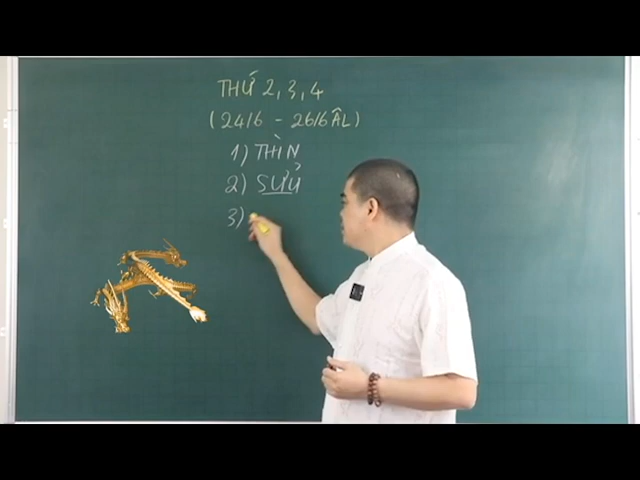 THỨ 2, 3, 4
(24/6 - 26/6 ÂL)
1) THÌN
2) SỬU
3)